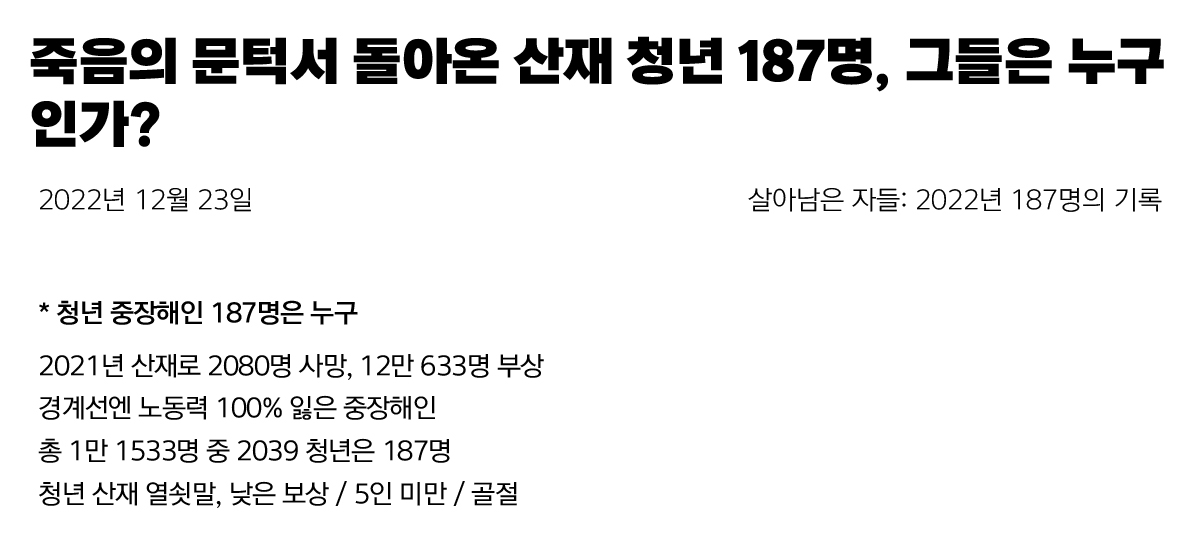 죽음의 문턱서 돌아온 산재 청년 187명, 그들은 누구
인가?
2022년 12월 23일
살아남은 자들: 2022년 187명의 기록
* 청년 중장해인 187명은 누구
2021년 산재로 2080명 사망, 12만 633명 부상
경계선엔 노동력 100% 잃은 중장해인
총 1만 1533명 중 2039 청년은 187명
청년 산재 열쇳말, 낮은 보상 / 5인 미만 / 골절